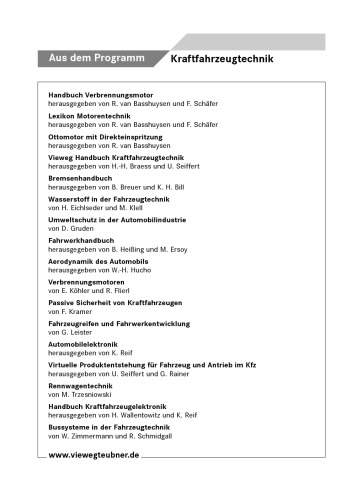 Aus dem Programm Kraftfahrzeugtechnik
Handbuch Verbrennungsmotor
herausgegeben von R. van Basshuysen und F. Schäfer
Lexikon Motorentechnik
herausgegeben von R. van Basshuysen und F. Schäfer
Ottomotor mit Direkteinspritzung
herausgegeben von R. van Basshuysen
Vieweg Handbuch Kraftfahrzeugtechnik
herausgegeben von H.-H. Braess und U. Seiffert
Bremsenhandbuch
herausgegeben von B. Breuer und K. H. Bill
Wasserstoff in der Fahrzeugtechnik
von H. Eichlseder und M. Klell
Umweltschutz in der Automobilindustrie
von D. Gruden
Fahrwerkhandbuch
herausgegeben von B. Heißing und M. Ersoy
Aerodynamik des Automobils
herausgegeben von W.-H. Hucho
Verbrennungsmotoren
von E. Köhler und R. Flierl
Passive Sicherheit von Kraftfahrzeugen
von F. Kramer
Fahrzeugreifen und Fahrwerkentwicklung
von G. Leister
Automobilelektronik
herausgegeben von K. Reif
Virtuelle Produktentstehung für Fahrzeug und Antrieb im Kfz
herausgegeben von U. Seiffert und G. Rainer
Rennwagentechnik
von M. Trzesniowski
Handbuch Kraftfahrzeugelektronik
herausgegeben von H. Wallentowitz und K. Reif
Bussysteme in der Fahrzeugtechnik
von W. Zimmermann und R. Schmidgall
www.viewegteubner.de